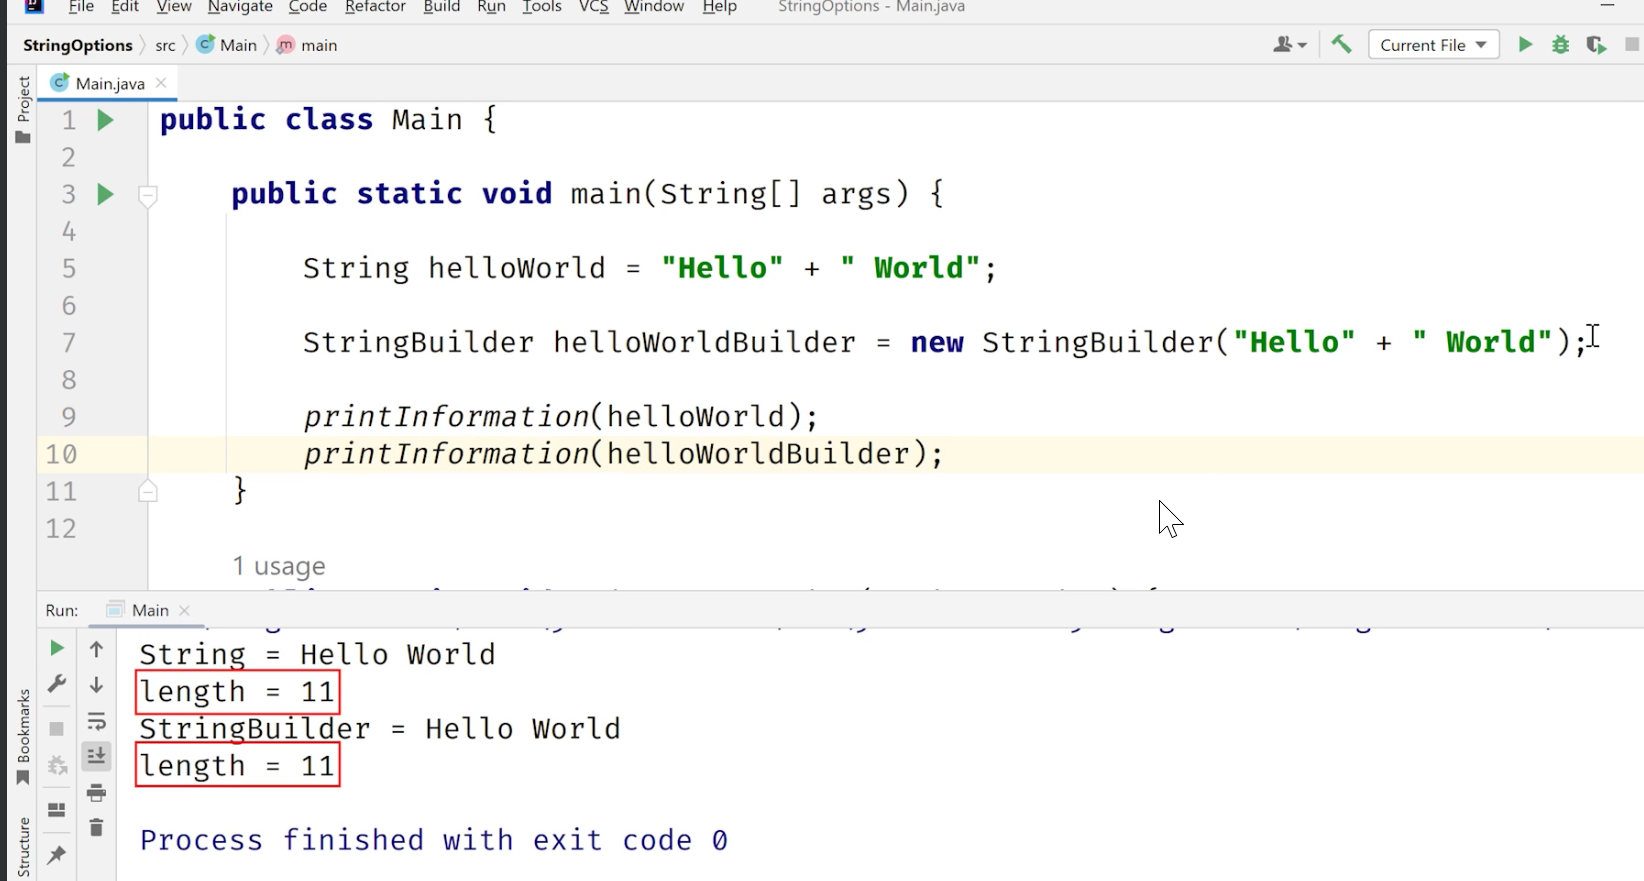 File Edit View Navigate Code Refactor Build Run Tools VCS Window Help StringOptions - Main.java
StringOptions src Main main Current File
Project
Main.java
1 public class Main {
2
3 public static void main(String[] args) {
4
5 String helloWorld = "Hello" + " World";
6
7 StringBuilder helloWorldBuilder = new StringBuilder("Hello" + " World");
8
9 printInformation(helloWorld);
10 printInformation(helloWorldBuilder);
11 }
12
1 usage
Run: Main
String = Hello World
length = 11
StringBuilder = Hello World
length = 11
Process finished with exit code 0
Bookmarks
Structure